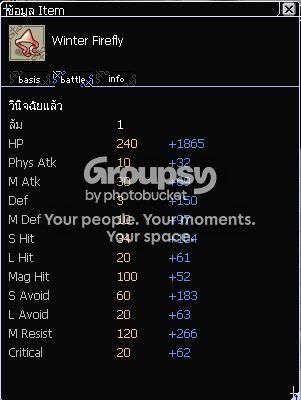 ข้อมูล Item
Winter Firefly
basis battle info
วินิจฉัยแล้ว
ล้ม 1
HP 240 +1865
Phys Atk 10 +32
M Atk 30
Def
M Def
S Hit
L Hit 20 +61
Mag Hit 100 +52
S Avoid 60 +183
L Avoid 20 +63
M Resist 120 +266
Critical 20 +62
Groupsy
by photobucket
Your people. Your moments.
Your space.